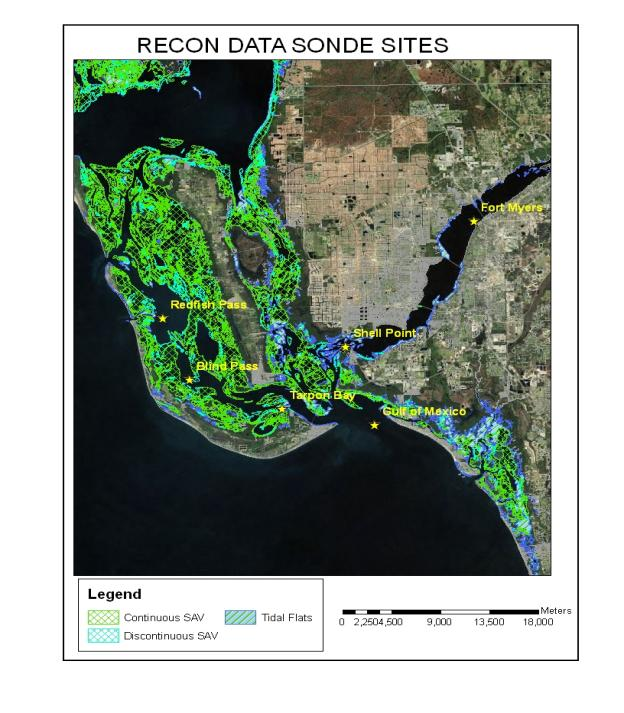 RECON DATA SONDE SITES
Fort Myers
Redfish Pass
Shell Point
Blind Pass
Tarpon Bay
Gulf of Mexico
Legend
Continuous SAV
Tidal Flats
Discontinuous SAV
Meters
0 2,250 4,500 9,000 13,500 18,000